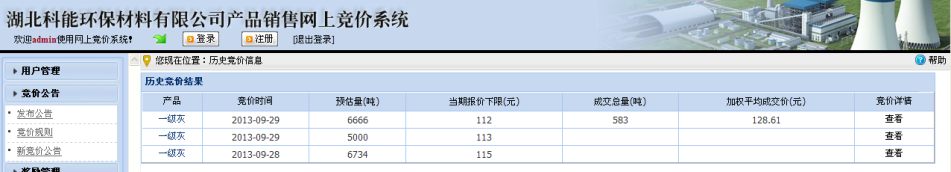 湖北科能环保材料有限公司产品销售网上竞价系统
欢迎admin使用网上竞价系统! 登录 注册 [退出登录]
用户管理
竞价公告
发布公告
竞价规则
新竞价公告
奖励管理
您现在位置：历史竞价信息 帮助
历史竞价结果
产品 竞价时间 预估量(吨) 当期报价下限(元) 成交总量(吨) 加权平均成交价(元) 竞价详情
一级灰 2013-09-29 6666 112 583 128.61 查看
一级灰 2013-09-29 5000 113 查看
一级灰 2013-09-28 6734 115 查看